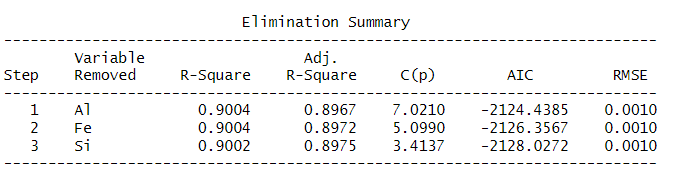 Elimination Summary
-----------------------------------------------------------------------------
Variable Adj.
Step Removed R-Square R-Square C(p) AIC RMSE
-----------------------------------------------------------------------------
1 Al 0.9004 0.8967 7.0210 -2124.4385 0.0010
2 Fe 0.9004 0.8972 5.0990 -2126.3567 0.0010
3 Si 0.9002 0.8975 3.4137 -2128.0272 0.0010
-----------------------------------------------------------------------------